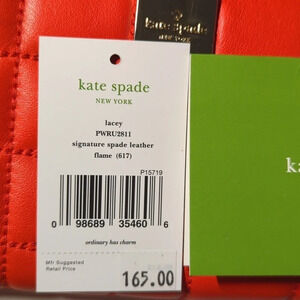 kate spade
NEW YORK
kate spade
NEW YORK
lacey
PWRU2811
signature spade leather
flame (617)
P15719
0 98689 35460 6
ordinary has charm
Mfr Suggested
Retail Price
165.00
ka